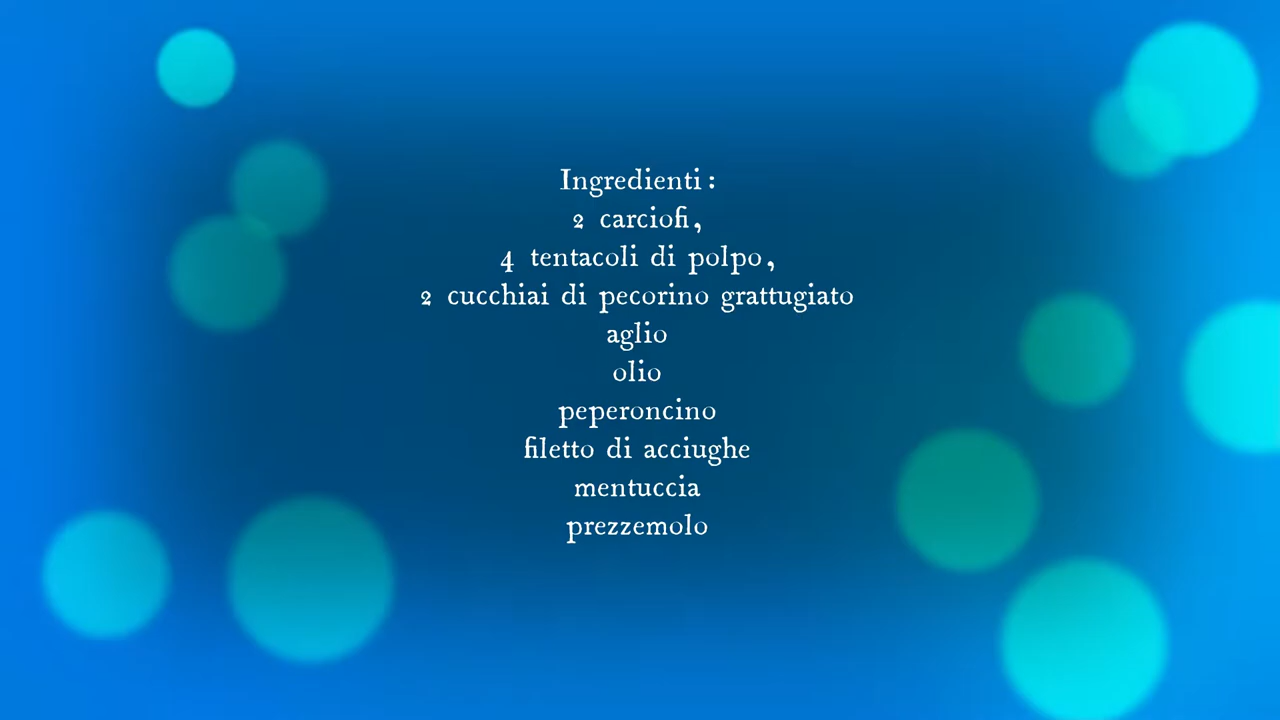 Ingredienti:
2 carciofi,
4 tentacoli di polpo,
2 cucchiai di pecorino grattugiato
aglio
olio
peperoncino
filetto di acciughe
mentuccia
prezzemolo